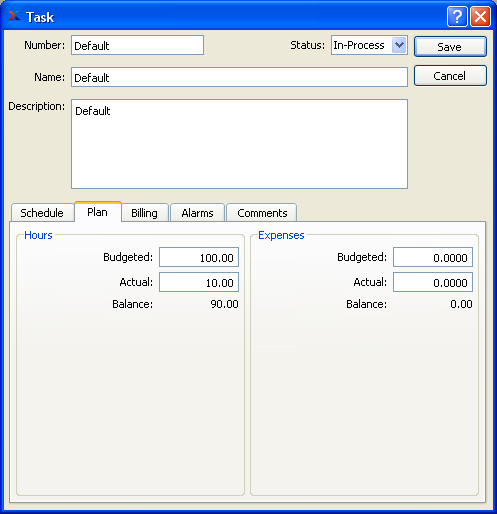 Task
Number: Default Status: In-Process Save
Name: Default Cancel
Description: Default
Schedule Plan Billing Alarms Comments
Hours Expenses
Budgeted: 100.00 Budgeted: 0.0000
Actual: 10.00 Actual: 0.0000
Balance: 90.00 Balance: 0.00